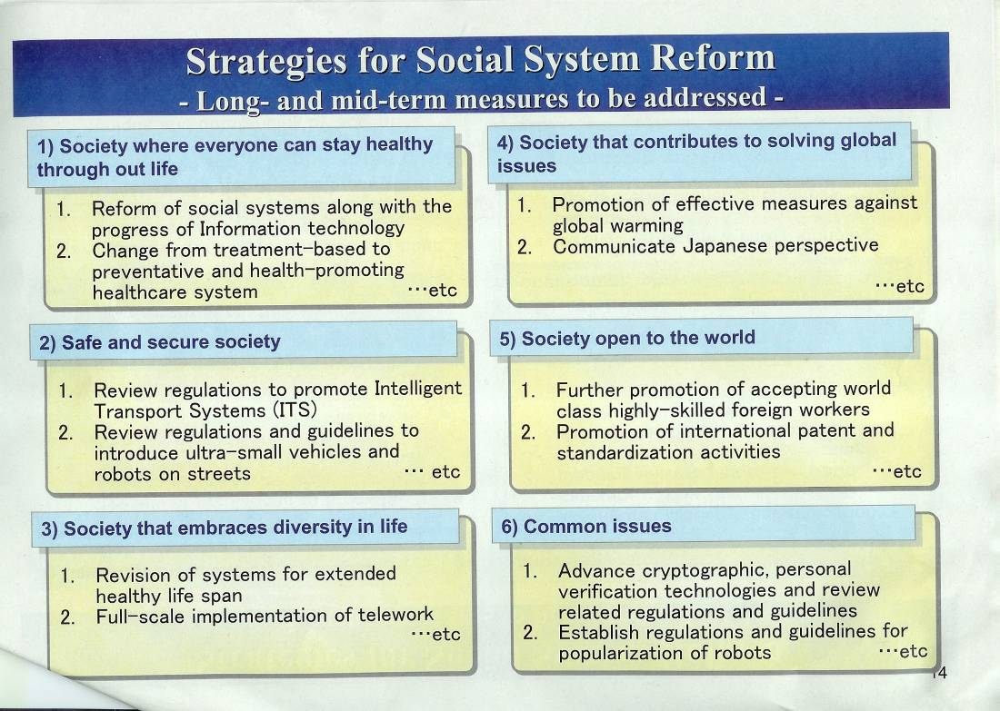 Strategies for Social System Reform
- Long- and mid-term measures to be addressed -
1) Society where everyone can stay healthy
through out life
1. Reform of social systems along with the
progress of Information technology
2. Change from treatment-based to
preventative and health-promoting
healthcare system …etc
2) Safe and secure society
1. Review regulations to promote Intelligent
Transport Systems (ITS)
2. Review regulations and guidelines to
introduce ultra-small vehicles and
robots on streets … etc
3) Society that embraces diversity in life
1. Revision of systems for extended
healthy life span
2. Full-scale implementation of telework
…etc
4) Society that contributes to solving global
issues
1. Promotion of effective measures against
global warming
2. Communicate Japanese perspective
…etc
5) Society open to the world
1. Further promotion of accepting world
class highly-skilled foreign workers
2. Promotion of international patent and
standardization activities
…etc
6) Common issues
1. Advance cryptographic, personal
verification technologies and review
related regulations and guidelines
2. Establish regulations and guidelines for
popularization of robots …etc
14